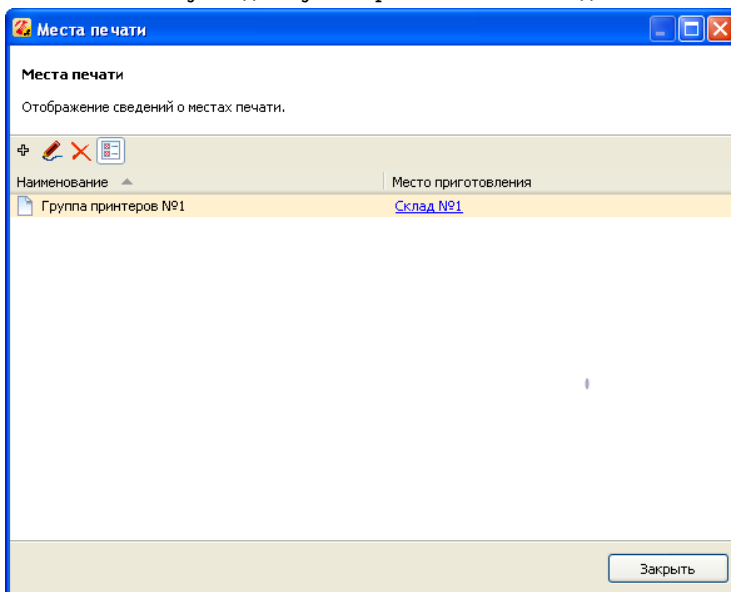 Места печати
Места печати
Отображение сведений о местах печати.
Наименование Место приготовления
Группа принтеров №1 Склад №1
Закрыть